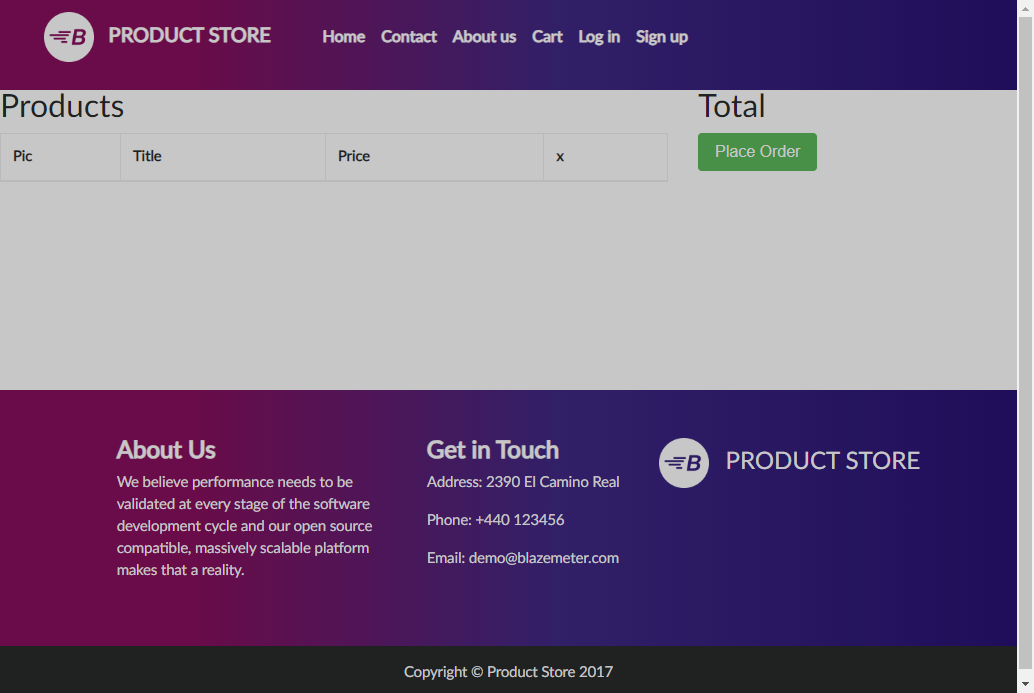 B PRODUCT STORE Home Contact About us Cart Log in Sign up
Products
Total
Pic Title Price x
Place Order
About Us
We believe performance needs to be
validated at every stage of the software
development cycle and our open source
compatible, massively scalable platform
makes that a reality.
Get in Touch
Address: 2390 El Camino Real
Phone: +440 123456
Email: demo@blazemeter.com
B PRODUCT STORE
Copyright © Product Store 2017